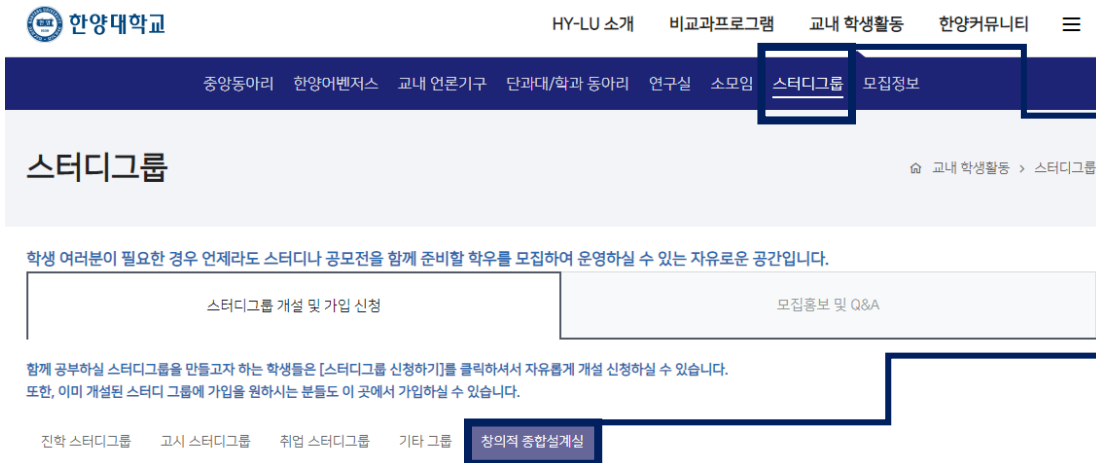 한양대학교
HY-LU 소개 비교과프로그램 교내 학생활동 한양커뮤니티
중앙동아리 한양어벤저스 교내 언론기구 단과대/학과 동아리 연구실 소모임 스터디그룹 모집정보
스터디그룹
교내 학생활동 > 스터디그룹
학생 여러분이 필요한 경우 언제라도 스터디나 공모전을 함께 준비할 학우를 모집하여 운영하실 수 있는 자유로운 공간입니다.
스터디그룹 개설 및 가입 신청 모집홍보 및 Q&A
함께 공부하실 스터디그룹을 만들고자 하는 학생들은 [스터디그룹 신청하기]를 클릭하셔서 자유롭게 개설 신청하실 수 있습니다.
또한, 이미 개설된 스터디 그룹에 가입을 원하시는 분들도 이 곳에서 가입하실 수 있습니다.
진학 스터디그룹 고시 스터디그룹 취업 스터디그룹 기타 그룹 창의적 종합설계실